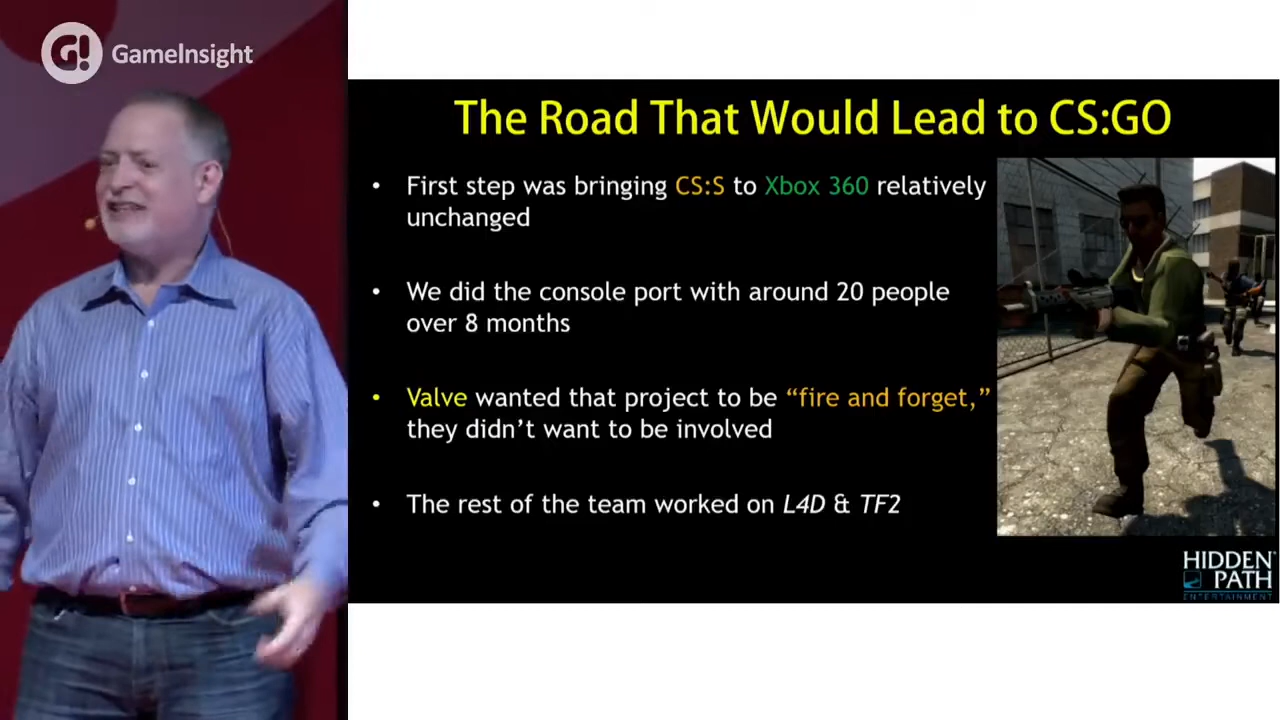 G! GameInsight
The Road That Would Lead to CS:GO
• First step was bringing CS:S to Xbox 360 relatively
unchanged
• We did the console port with around 20 people
over 8 months
• Valve wanted that project to be “fire and forget,”
they didn’t want to be involved
• The rest of the team worked on L4D & TF2
HIDDEN
PATH
ENTERTAINMENT